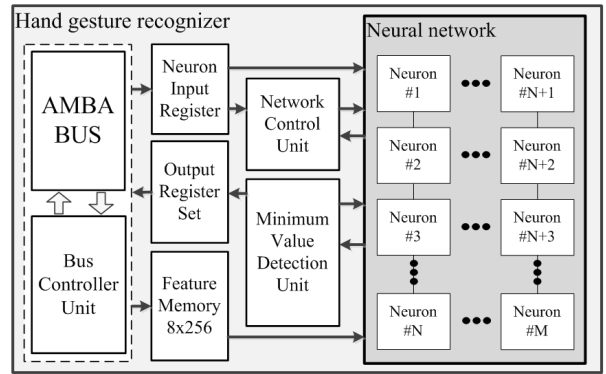 Hand gesture recognizer
AMBA
BUS
Bus
Controller
Unit
Neuron
Input
Register
Output
Register
Set
Feature
Memory
8x256
Network
Control
Unit
Minimum
Value
Detection
Unit
Neural network
Neuron
#1
Neuron
#N+1
Neuron
#2
Neuron
#N+2
Neuron
#3
Neuron
#N+3
Neuron
#N
Neuron
#M